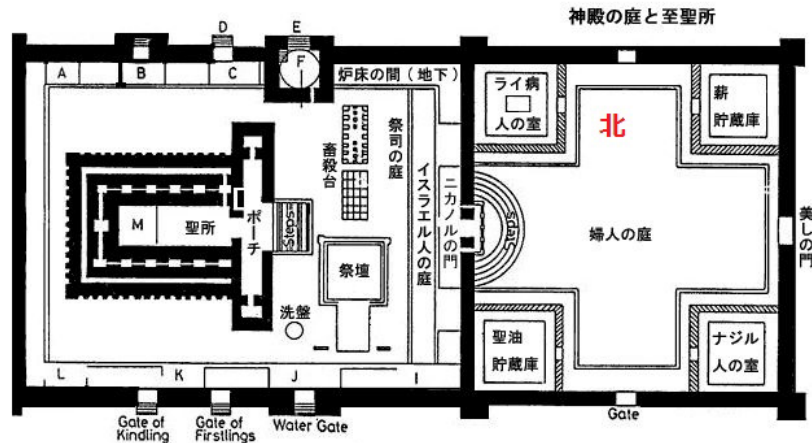 神殿の庭と至聖所
D
E
A
B
C
F
炉床の間（地下）
ライ病
人の室
北
薪
貯蔵庫
畜殺台
祭司の庭
イスラエル人の庭
ニカノルの門
M
聖所
ポーチ
Steps
Steps
婦人の庭
美しの門
祭壇
洗盤
聖油
貯蔵庫
ナジル
人の室
L
K
J
I
Gate of
Kindling
Gate of
Firstlings
Water Gate
Gate